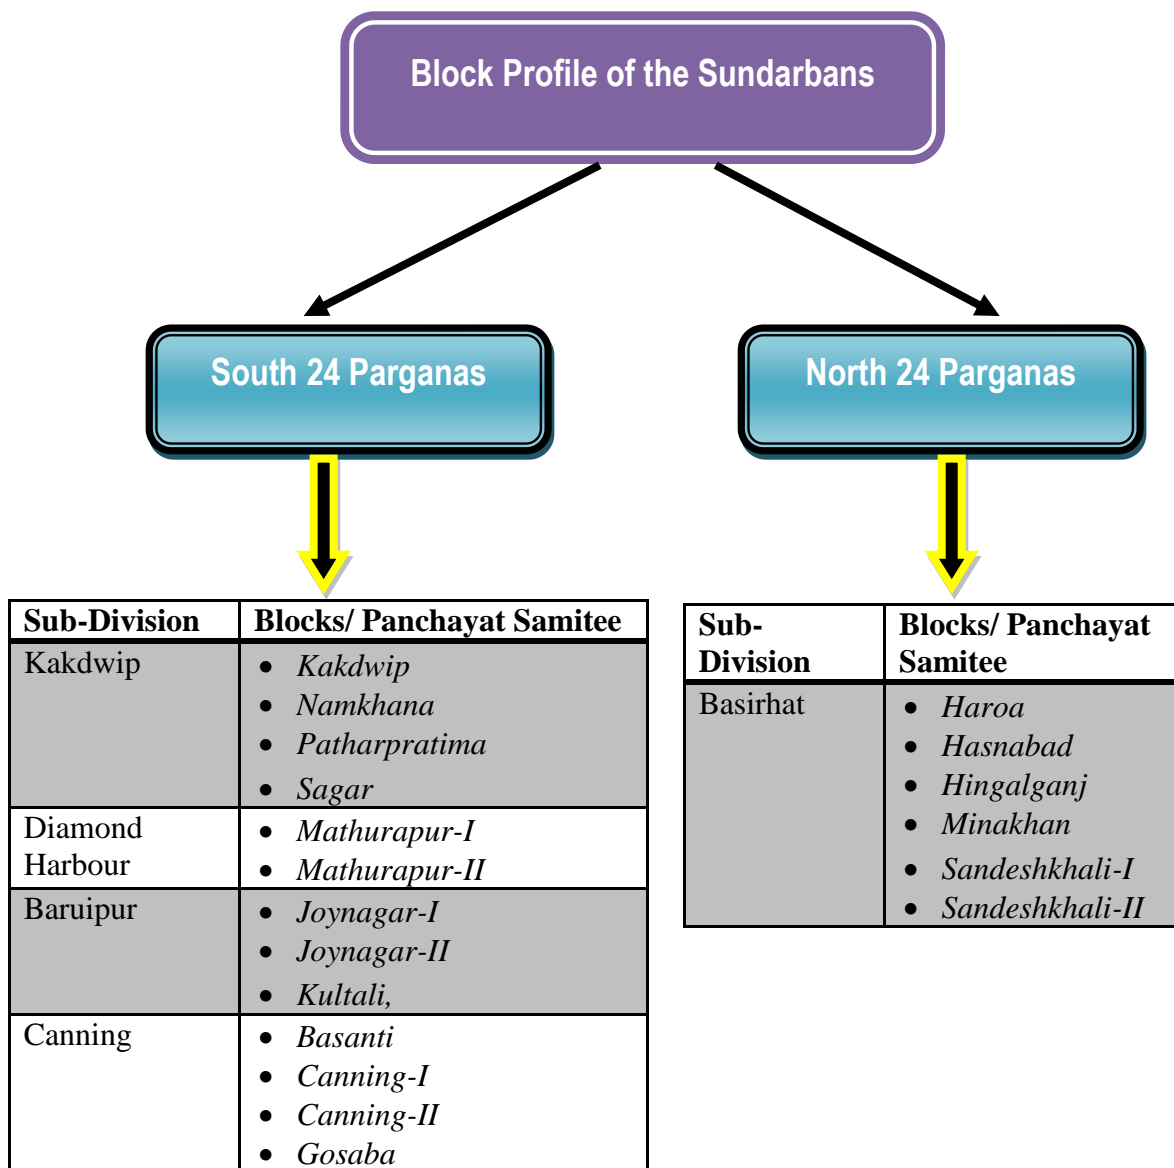 Block Profile of the Sundarbans
South 24 Parganas
North 24 Parganas
Sub-Division Blocks/ Panchayat Samitee
Kakdwip • Kakdwip
• Namkhana
• Patharpratima
• Sagar
Diamond • Mathurapur-I
Harbour • Mathurapur-II
Baruipur • Joynagar-I
• Joynagar-II
• Kultali,
Canning • Basanti
• Canning-I
• Canning-II
• Gosaba
Sub- Blocks/ Panchayat
Division Samitee
Basirhat • Haroa
• Hasnabad
• Hingalganj
• Minakhan
• Sandeshkhali-I
• Sandeshkhali-II